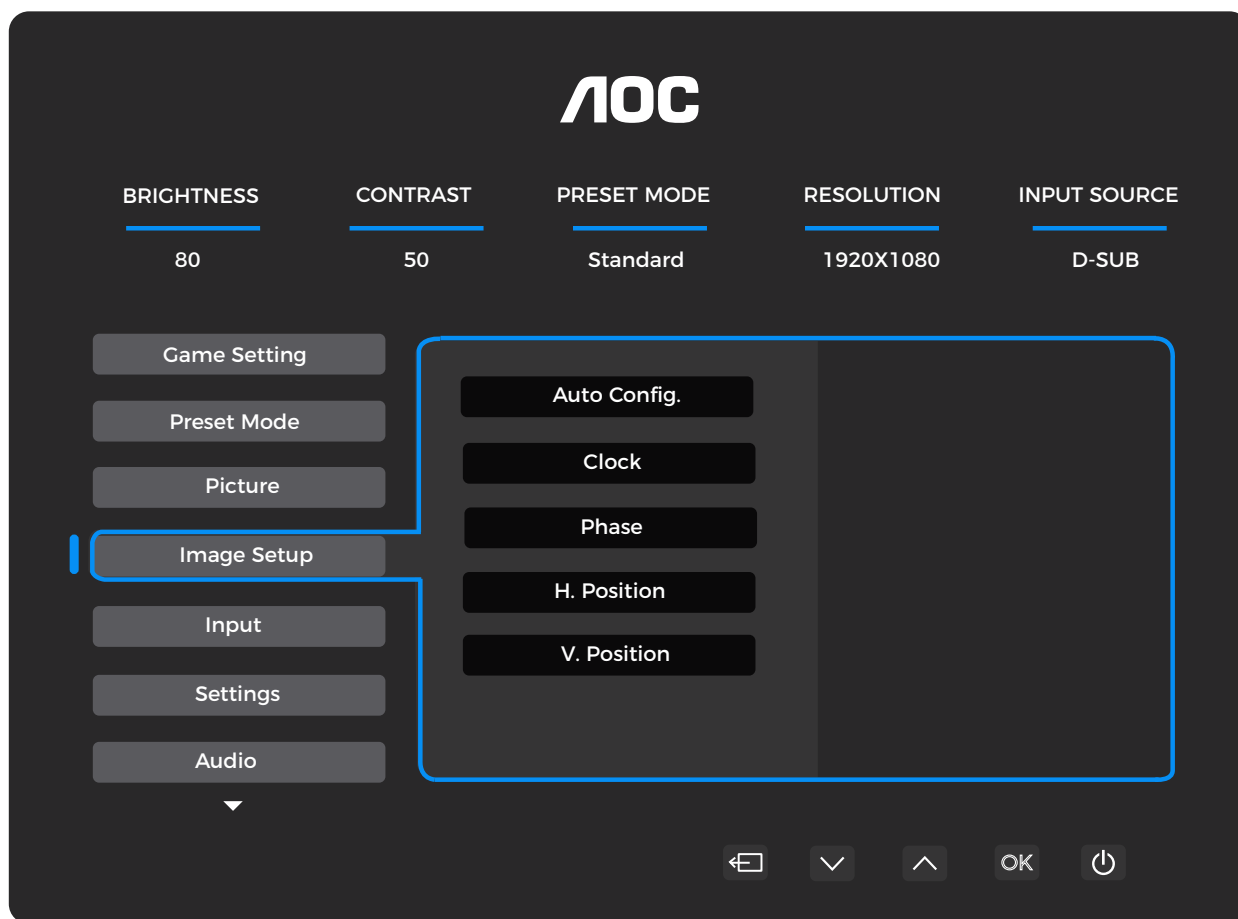 AOC
BRIGHTNESS CONTRAST PRESET MODE RESOLUTION INPUT SOURCE
80 50 Standard 1920X1080 D-SUB
Game Setting
Preset Mode
Picture
Image Setup
Input
Settings
Audio
Auto Config.
Clock
Phase
H. Position
V. Position
OK